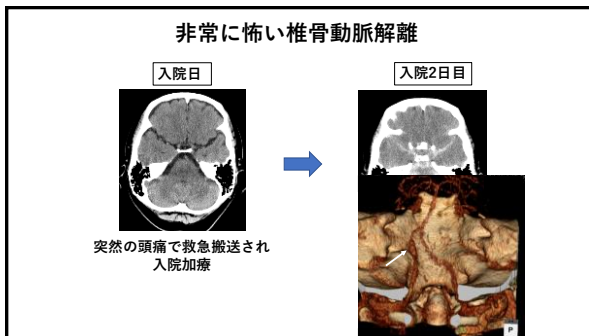 非常に怖い椎骨動脈解離
入院日
入院2日目
突然の頭痛で救急搬送され
入院加療
P